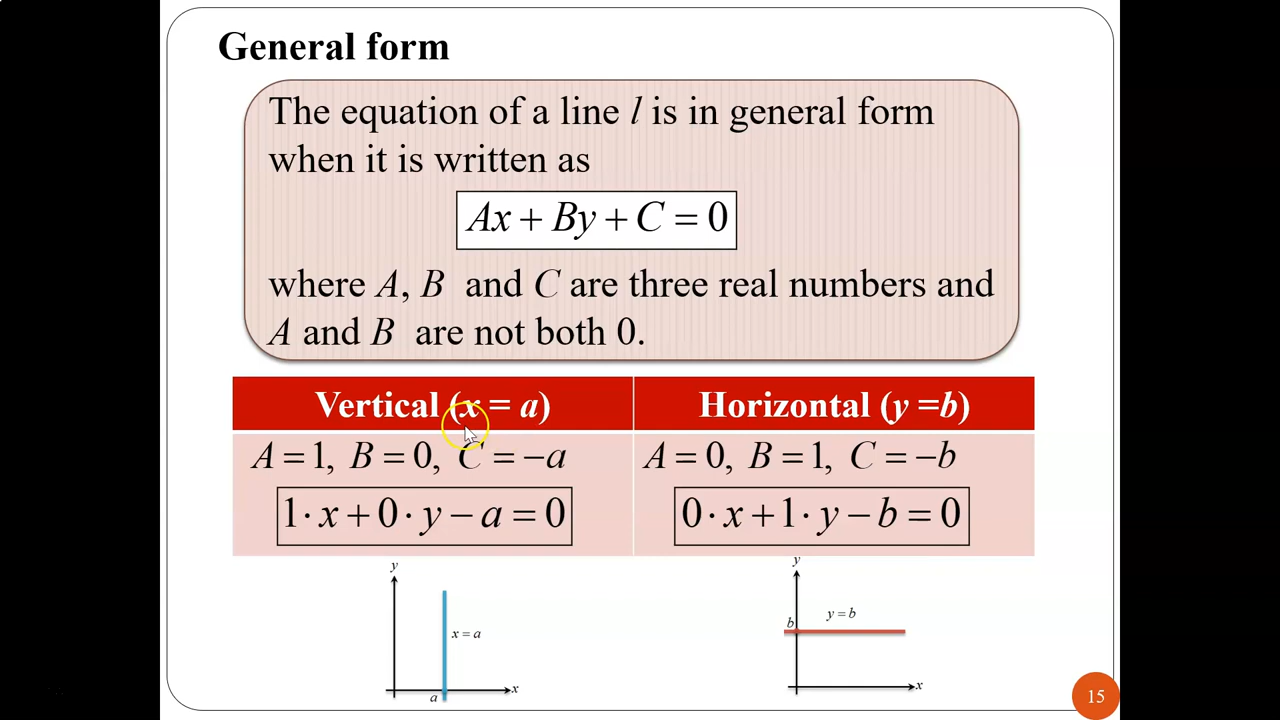 General form
The equation of a line l is in general form
when it is written as
Ax + By + C = 0
where A, B and C are three real numbers and
A and B are not both 0.
Vertical (x = a)
Horizontal (y =b)
A = 1, B = 0, C = −a
A = 0, B = 1, C = −b
1· x + 0· y − a = 0
0· x + 1· y − b = 0
y
x = a
a
x
y
y = b
b
x
15